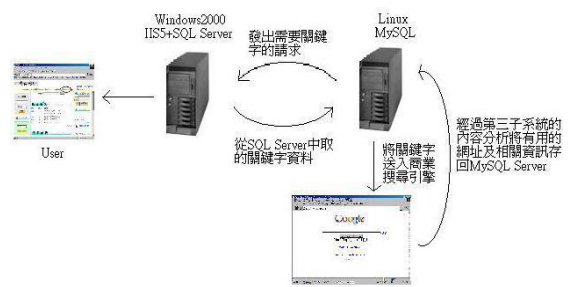 Windows2000
IIS5+SQL Server
Linux
MySQL
發出需要關鍵
字的請求
User
從SQL Server中取
的關鍵字資料
將關鍵字
送入商業
搜尋引擎
經過第三子系統的
內容分析將有用的
網址及相關資訊存
回MySQL Server
Google